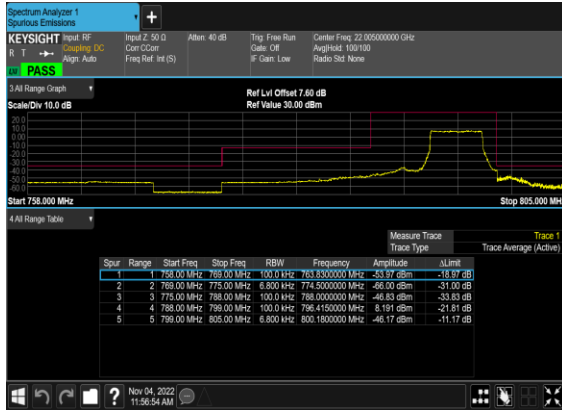 Spectrum Analyzer 1
Spurious Emissions
+
KEYSIGHT Input: RF Input Z: 50 Ω Atten: 40 dB Trig: Free Run Center Freq: 22.005000000 GHz
R T Coupling: DC Corr CCorr Gate: Off Avg|Hold: 100/100
Align: Auto Freq Ref: Int (S) IF Gain: Low Radio Std: None
PASS
3 All Range Graph
Ref Lvl Offset 7.60 dB
Scale/Div 10.0 dB Ref Value 30.00 dBm
20.0
10.0
0.00
-10.0
-20.0
-30.0
-40.0
-50.0
-60.0
Start 758.000 MHz Stop 805.000 MH
4 All Range Table
Measure Trace Trace 1
Trace Type Trace Average (Active)
Spur Range Start Freq Stop Freq RBW Frequency Amplitude ΔLimit
1 1 758.00 MHz 769.00 MHz 100.0 kHz 763.8300000 MHz -53.97 dBm -18.97 dB
2 2 769.00 MHz 775.00 MHz 6.800 kHz 774.5000000 MHz -66.00 dBm -31.00 dB
3 3 775.00 MHz 788.00 MHz 100.0 kHz 788.0000000 MHz -46.83 dBm -33.83 dB
4 4 788.00 MHz 799.00 MHz 100.0 kHz 796.4150000 MHz 8.191 dBm -21.81 dB
5 5 799.00 MHz 805.00 MHz 6.800 kHz 800.1800000 MHz -46.17 dBm -11.17 dB
? Nov 04, 2022
11:56:54 AM